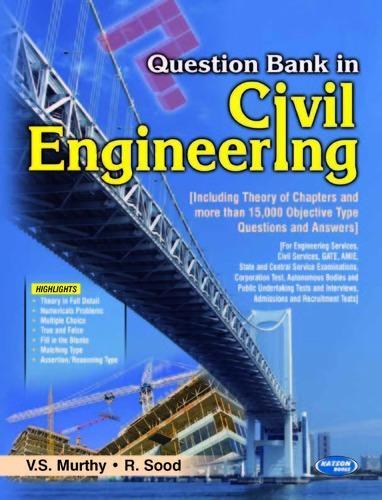 Question Bank in
Civil
Engineering
[Including Theory of Chapters and
more than 15,000 Objective Type
Questions and Answers]
[For Engineering Services,
Civil Services, GATE, AMIE,
State and Central Service Examinations,
Corporation Test, Autonomous Bodies and
Public Undertaking Tests and Interviews,
Admissions and Recruitment Tests]
HIGHLIGHTS
• Theory in Full Detail
• Numericals Problems
• Multiple Choice
• True and False
• Fill in the Blanks
• Matching Type
• Assertion/Reasoning Type
V.S. Murthy • R. Sood
KATSON
BOOKS